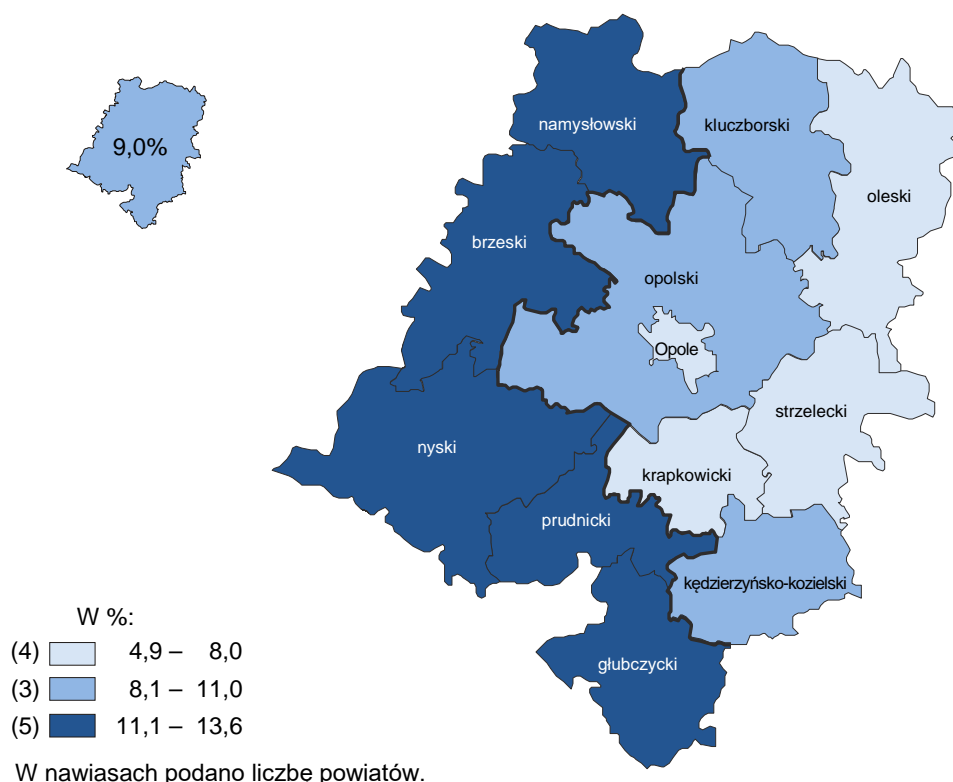 namysłowski
kluczborski
9,0%
oleski
brzeski
opolski
Opole
strzelecki
nyski
krapkowicki
prudnicki
kędzierzyńsko-kozielski
głubczycki
W %:
(4) 4,9 – 8,0
(3) 8,1 – 11,0
(5) 11,1 – 13,6
W nawiasach podano liczbę powiatów.